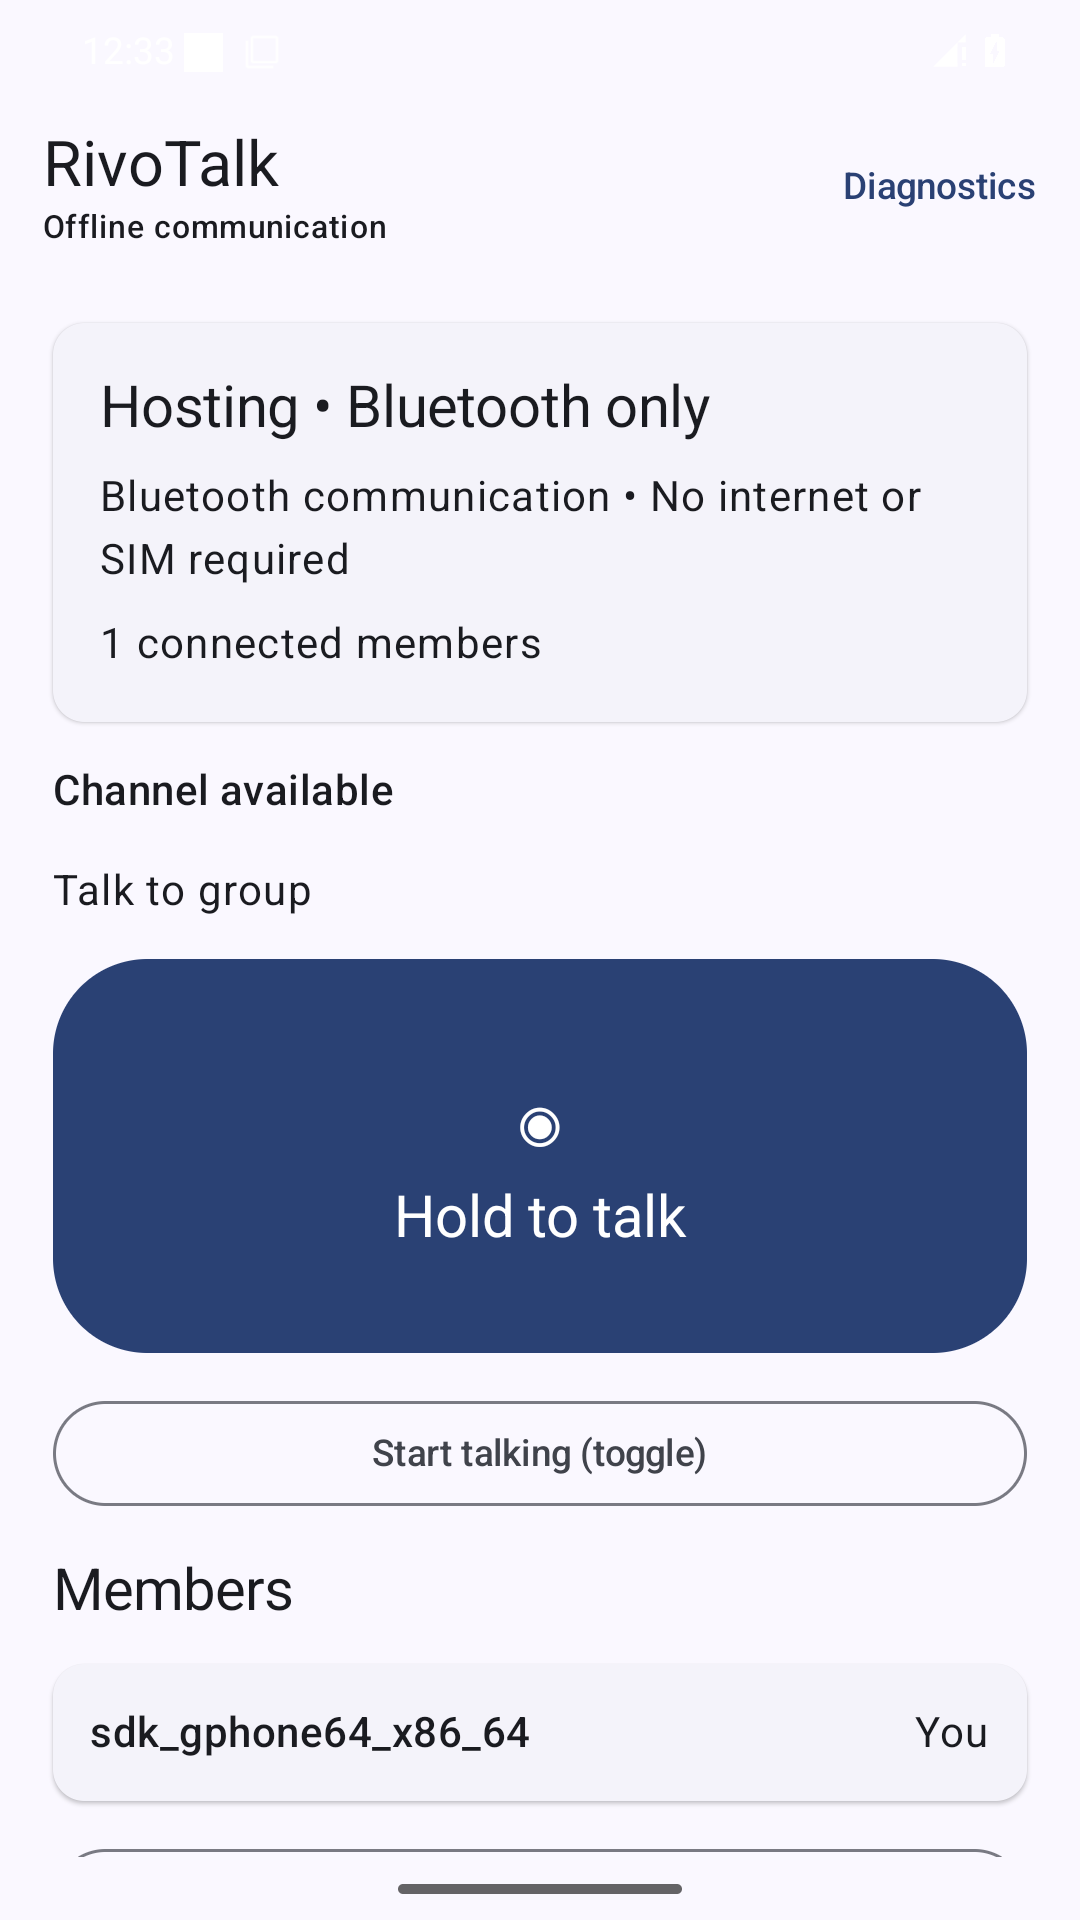 12:33
RivoTalk
Offline communication
Diagnostics
Hosting • Bluetooth only
Bluetooth communication • No internet or
SIM required
1 connected members
Channel available
Talk to group
Hold to talk
Start talking (toggle)
Members
sdk_gphone64_x86_64
You